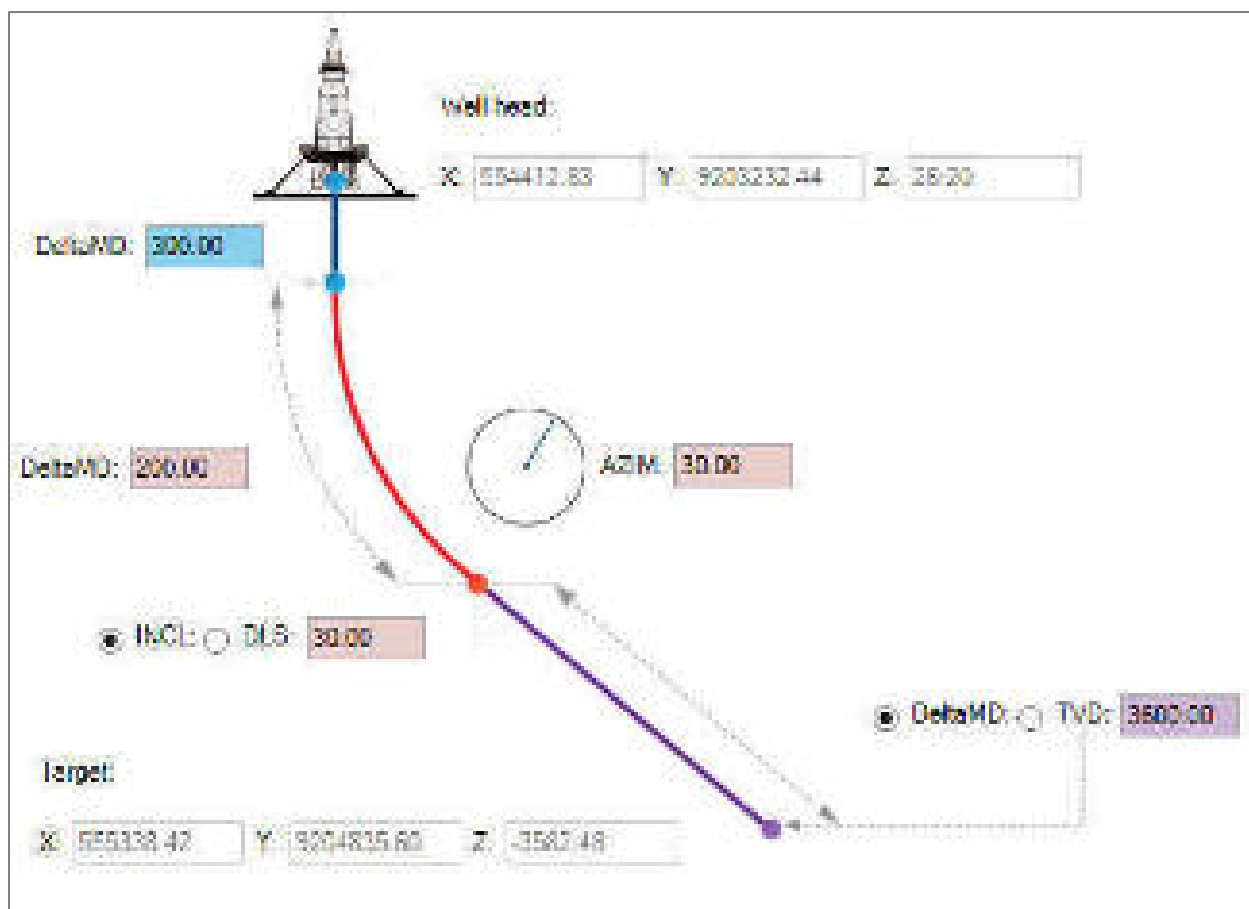 Well head:
X: 554412.83 Y: 9203232.44 Z: 26.20
DeltaMD: 300.00
DeltaMD: 200.00
AZIM: 30.00
INCL: DLS: 30.00
DeltaMD: TVD: 3600.00
Target:
X: 555338.42 Y: 9204835.60 Z: -3582.48